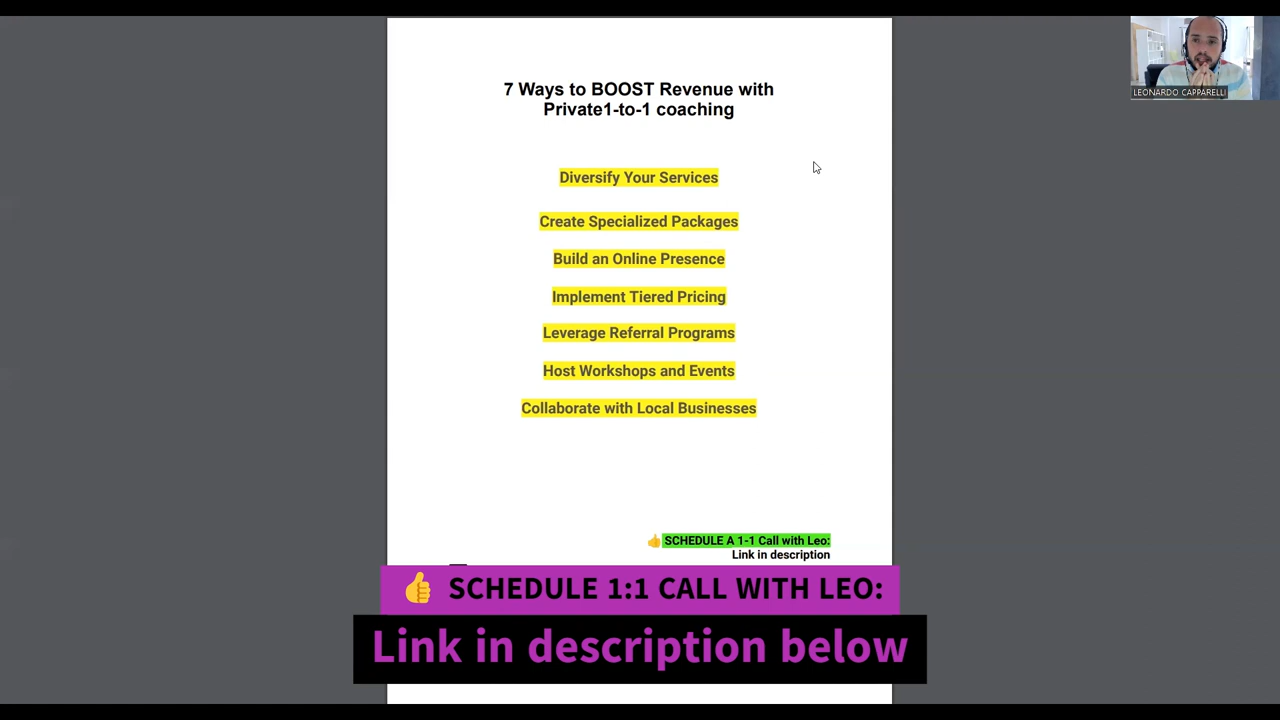 7 Ways to BOOST Revenue with
Private1-to-1 coaching
LEONARDO CAPPARELLI
Diversify Your Services
Create Specialized Packages
Build an Online Presence
Implement Tiered Pricing
Leverage Referral Programs
Host Workshops and Events
Collaborate with Local Businesses
👍 SCHEDULE A 1-1 Call with Leo:
Link in description
👍 SCHEDULE 1:1 CALL WITH LEO:
Link in description below